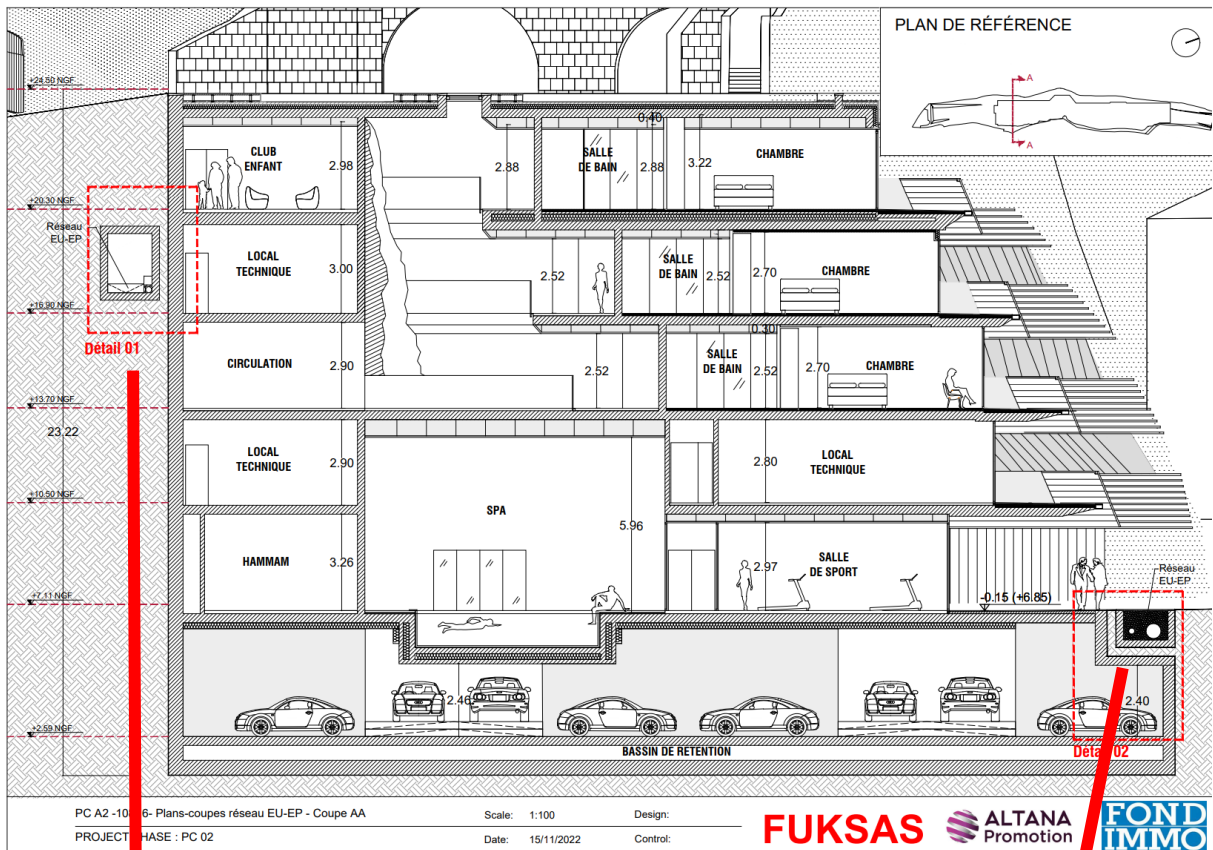 PLAN DE RÉFÉRENCE
A
A
+24.50 NGF
0.40
CLUB
ENFANT
2.98
2.88
SALLE
DE BAIN
2.88
3.22
CHAMBRE
+20.30 NGF
Réseau
EU-EP
LOCAL
TECHNIQUE
3.00
2.52
SALLE
DE BAIN
2.52
2.70
CHAMBRE
+16.90 NGF
Détail 01
0.30
CIRCULATION
2.90
2.52
SALLE
DE BAIN
2.52
2.70
CHAMBRE
+13.70 NGF
23.22
LOCAL
TECHNIQUE
2.90
2.80
LOCAL
TECHNIQUE
+10.50 NGF
SPA
5.96
HAMMAM
3.26
2.97
SALLE
DE SPORT
Réseau
EU-EP
+7.11 NGF
-0.15 (+6.85)
2.46
2.40
+2.59 NGF
BASSIN DE RETENTION
Détail 02
PC A2 -10 6- Plans-coupes réseau EU-EP - Coupe AA
Scale: 1:100
Design:
PROJECT PHASE : PC 02
Date: 15/11/2022
Control:
FUKSAS
ALTANA
Promotion
FOND
IMMO